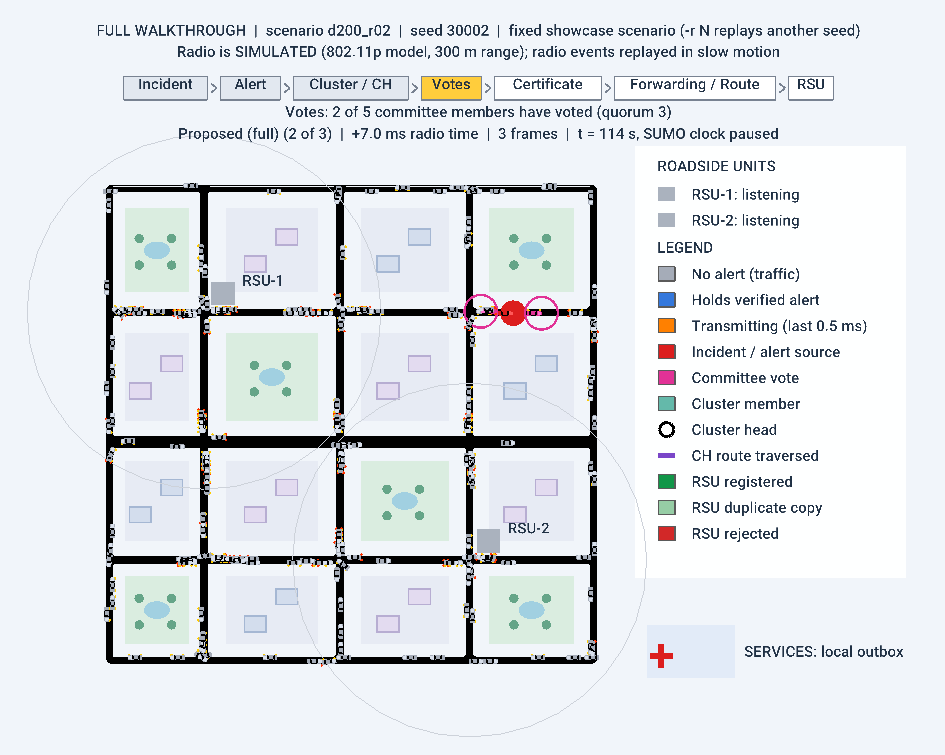 FULL WALKTHROUGH | scenario d200_r02 | seed 30002 | fixed showcase scenario (-r N replays another seed)
Radio is SIMULATED (802.11p model, 300 m range); radio events replayed in slow motion
Incident > Alert > Cluster / CH > Votes > Certificate > Forwarding / Route > RSU
Votes: 2 of 5 committee members have voted (quorum 3)
Proposed (full) (2 of 3) | +7.0 ms radio time | 3 frames | t = 114 s, SUMO clock paused
ROADSIDE UNITS
RSU-1: listening
RSU-2: listening
LEGEND
No alert (traffic)
Holds verified alert
Transmitting (last 0.5 ms)
Incident / alert source
Committee vote
Cluster member
Cluster head
CH route traversed
RSU registered
RSU duplicate copy
RSU rejected
RSU-1
RSU-2
SERVICES: local outbox